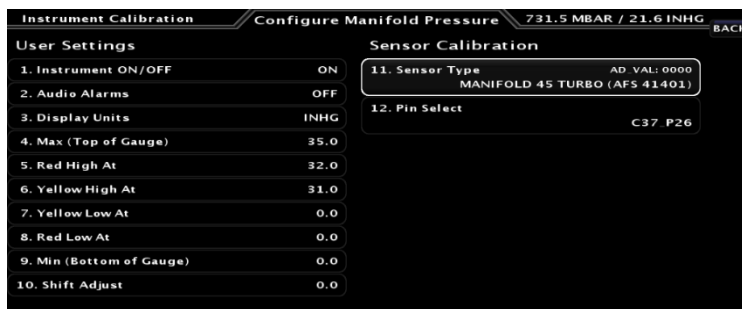 Instrument Calibration
Configure Manifold Pressure
731.5 MBAR / 21.6 INHG
BACK
User Settings
1. Instrument ON/OFF ON
2. Audio Alarms OFF
3. Display Units INHG
4. Max (Top of Gauge) 35.0
5. Red High At 32.0
6. Yellow High At 31.0
7. Yellow Low At 0.0
8. Red Low At 0.0
9. Min (Bottom of Gauge) 0.0
10. Shift Adjust 0.0
Sensor Calibration
11. Sensor Type AD_VAL: 0000
MANIFOLD 45 TURBO (AFS 41401)
12. Pin Select
C37_P26